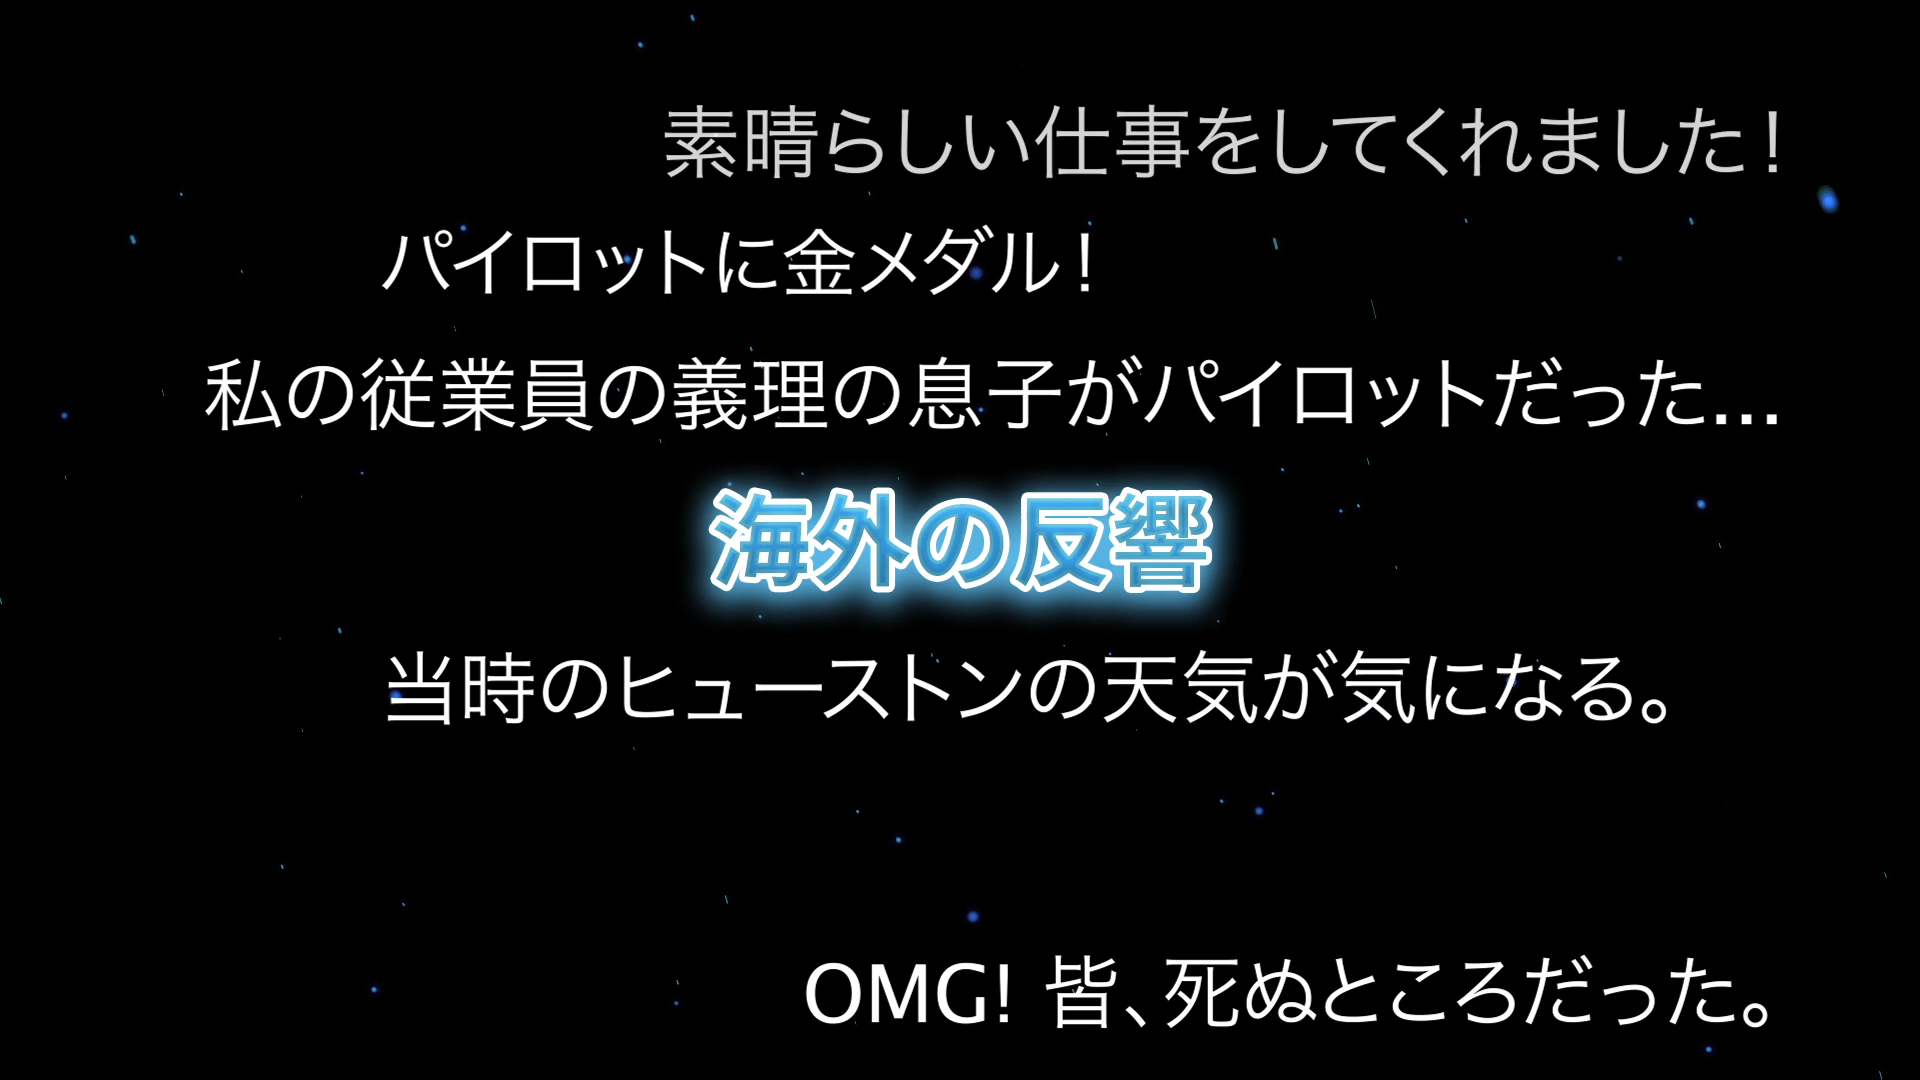 素晴らしい仕事をしてくれました！
パイロットに金メダル！
私の従業員の義理の息子がパイロットだった…
海外の反響
当時のヒューストンの天気が気になる。
OMG! 皆、死ぬところだった。